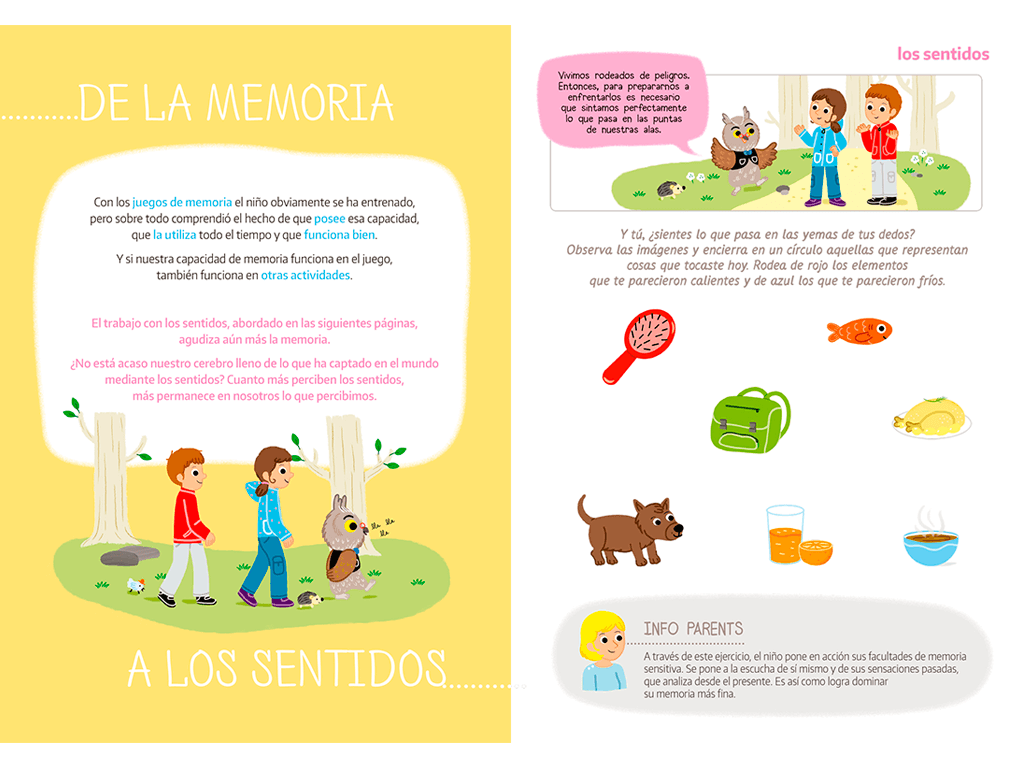 DE LA MEMORIA
Con los juegos de memoria el niño obviamente se ha entrenado,
pero sobre todo comprendió el hecho de que posee esa capacidad,
que la utiliza todo el tiempo y que funciona bien.
Y si nuestra capacidad de memoria funciona en el juego,
también funciona en otras actividades.
El trabajo con los sentidos, abordado en las siguientes páginas,
agudiza aún más la memoria.
¿No está acaso nuestro cerebro lleno de lo que ha captado en el mundo
mediante los sentidos? Cuanto más perciben los sentidos,
más permanece en nosotros lo que percibimos.
bla bla
bla
A LOS SENTIDOS
los sentidos
Vivimos rodeados de peligros.
Entonces, para prepararnos a
enfrentarlos es necesario
que sintamos perfectamente
lo que pasa en las puntas
de nuestras alas.
Y tú, ¿sientes lo que pasa en las yemas de tus dedos?
Observa las imágenes y encierra en un círculo aquellas que representan
cosas que tocaste hoy. Rodea de rojo los elementos
que te parecieron calientes y de azul los que te parecieron fríos.
INFO PARENTS
A través de este ejercicio, el niño pone en acción sus facultades de memoria
sensitiva. Se pone a la escucha de sí mismo y de sus sensaciones pasadas,
que analiza desde el presente. Es así como logra dominar
su memoria más fina.